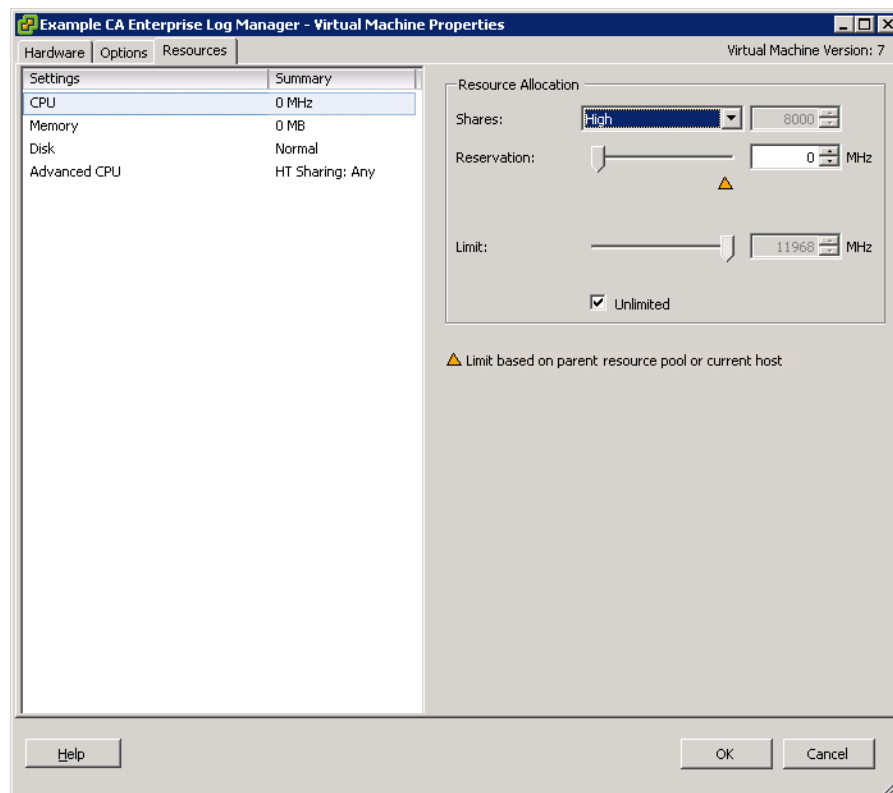 Example CA Enterprise Log Manager - Virtual Machine Properties
Hardware Options Resources Virtual Machine Version: 7
Settings Summary
CPU 0 MHz
Memory 0 MB
Disk Normal
Advanced CPU HT Sharing: Any
Resource Allocation
Shares: High 8000
Reservation: 0 MHz
Limit: 11968 MHz
Unlimited
Limit based on parent resource pool or current host
Help OK Cancel